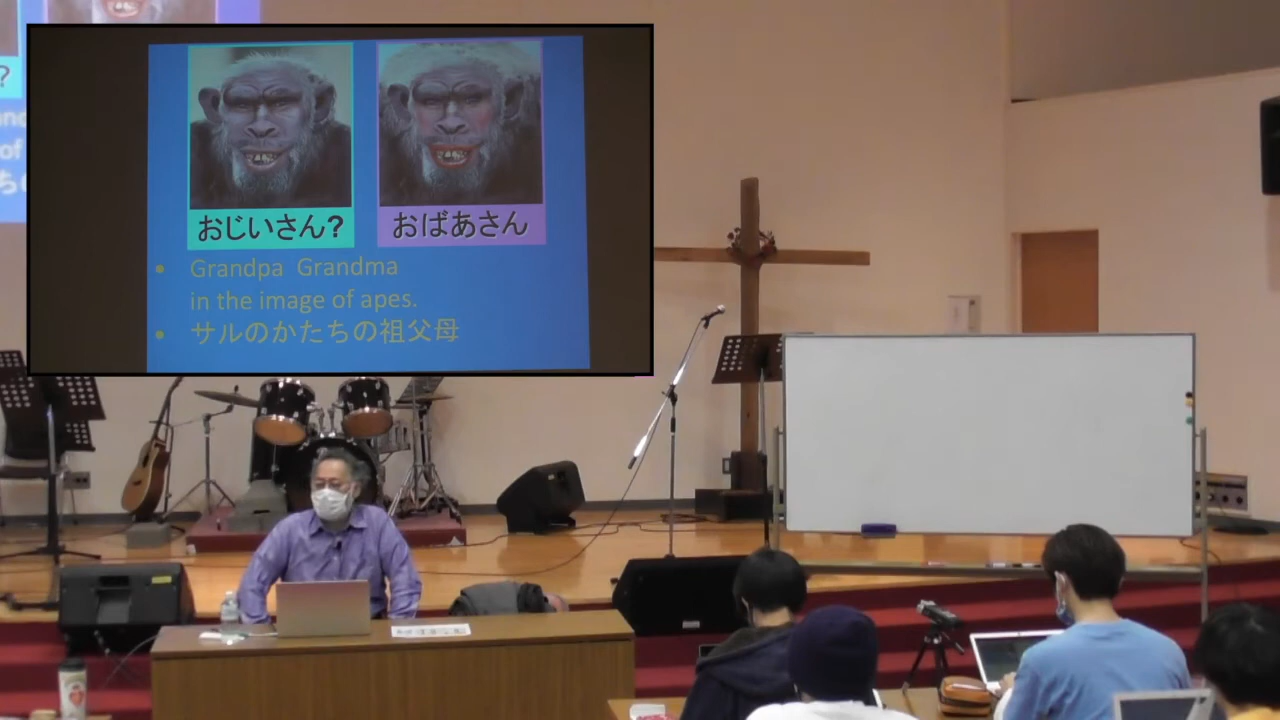 おじいさん?
おばあさん
• Grandpa Grandma
in the image of apes.
• サルのかたちの祖父母